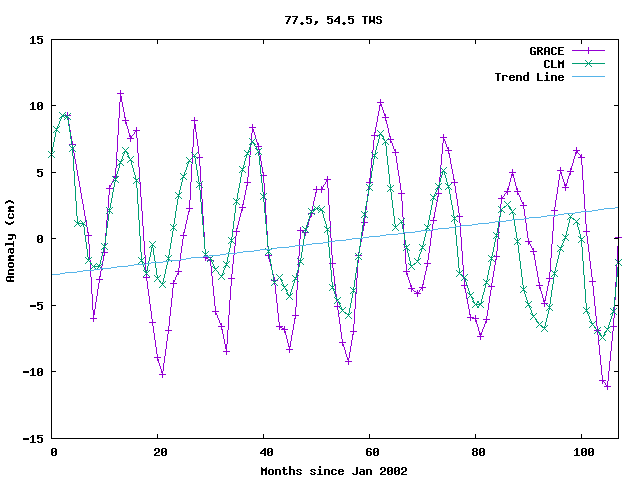 77.5, 54.5 TWS
GRACE
CLM
Trend Line
15
10
5
0
-5
-10
-15
Anomaly (cm)
0 20 40 60 80 100
Months since Jan 2002